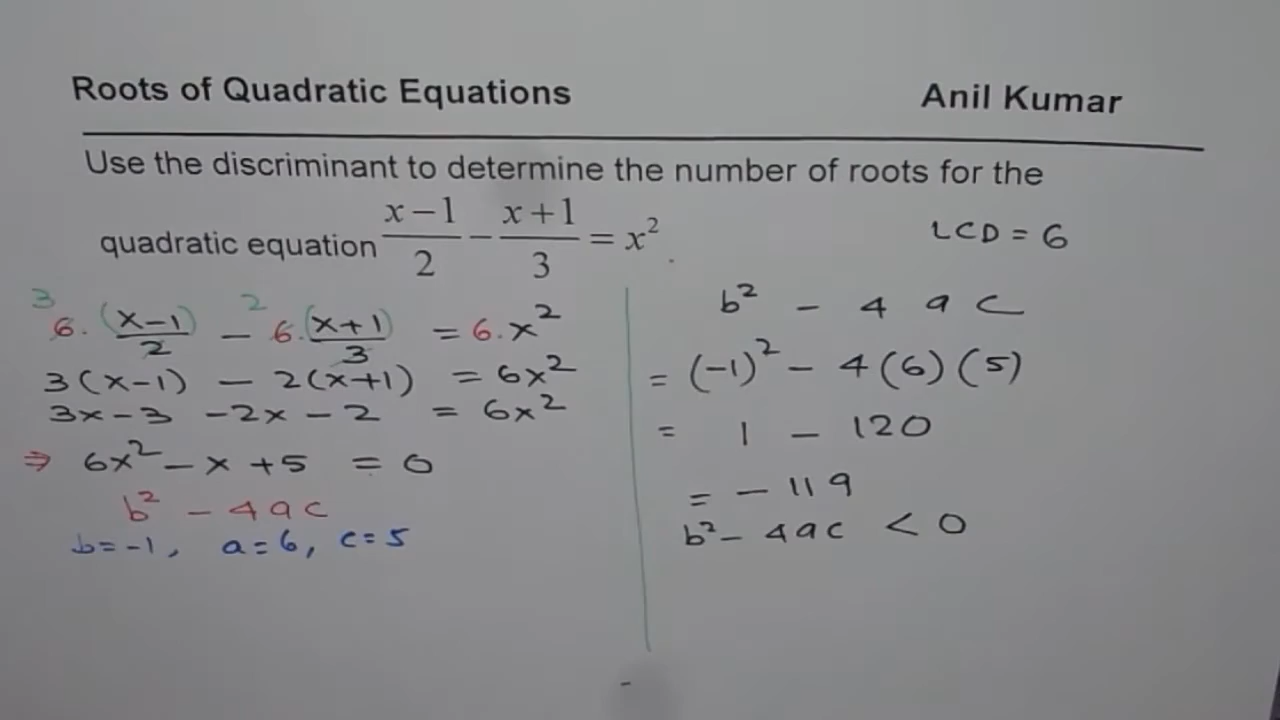 Roots of Quadratic Equations Anil Kumar
Use the discriminant to determine the number of roots for the
quadratic equation (x−1)/2 − (x+1)/3 = x².
LCD = 6
3 6·(x−1)/2 − 2 6·(x+1)/3 = 6·x²
3(x−1) − 2(x+1) = 6x²
3x−3 −2x−2 = 6x²
⇒ 6x²−x+5 = 0
b² − 4ac
b=−1, a=6, c=5
b² − 4ac
= (−1)² − 4(6)(5)
= 1 − 120
= −119
b²−4ac < 0